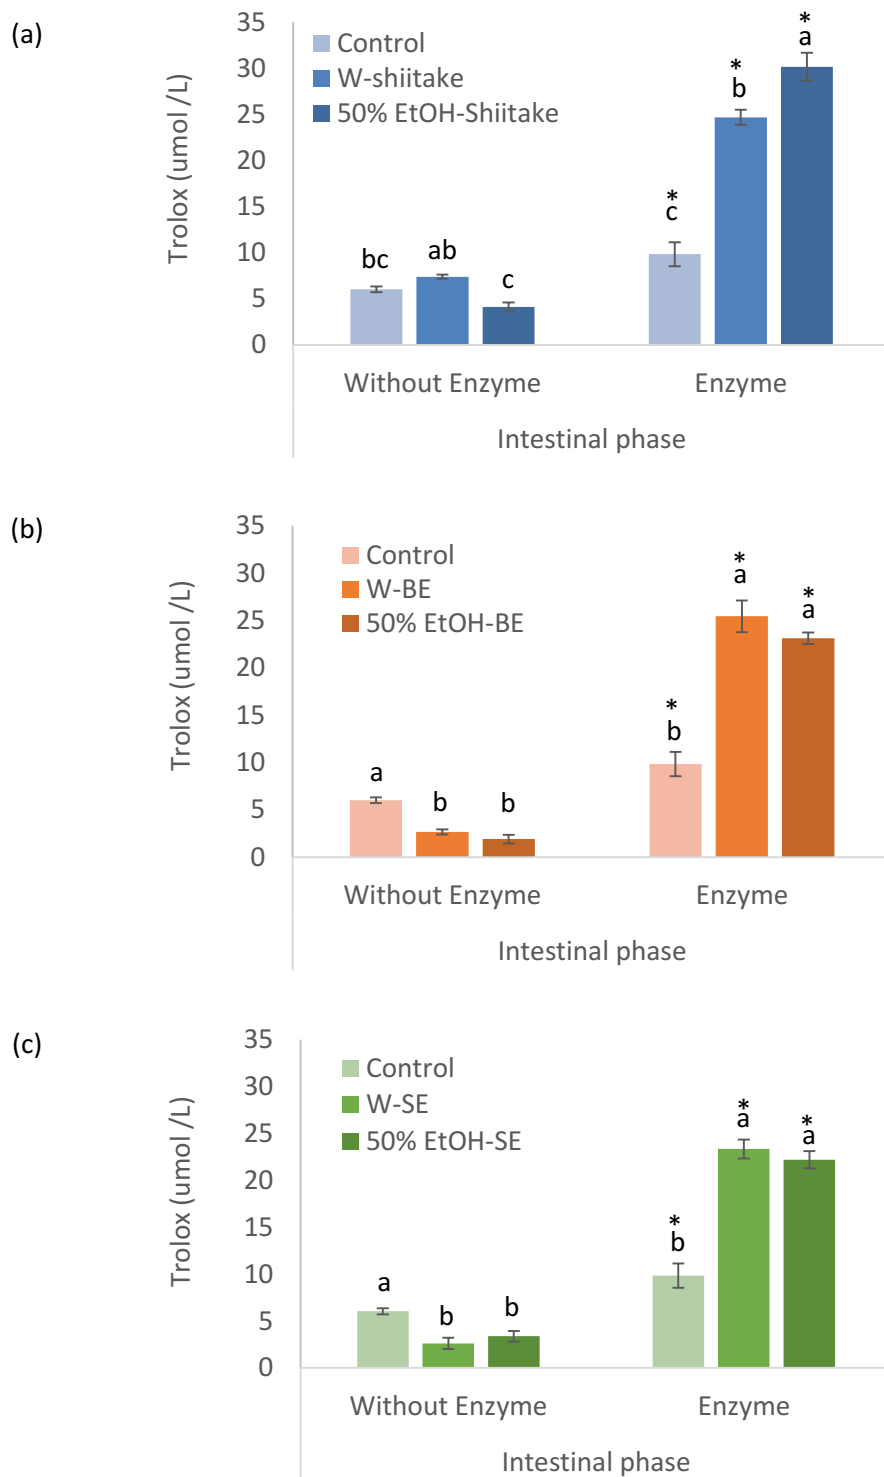 (a)
Trolox (umol /L)
35
30
25
20
15
10
5
0
Control
W-shiitake
50% EtOH-Shiitake
bc
ab
c
*
c
*
b
*
a
Without Enzyme
Enzyme
Intestinal phase
(b)
Trolox (umol /L)
35
30
25
20
15
10
5
0
Control
W-BE
50% EtOH-BE
a
b
b
*
b
*
a
*
a
Without Enzyme
Enzyme
Intestinal phase
(c)
Trolox (umol /L)
35
30
25
20
15
10
5
0
Control
W-SE
50% EtOH-SE
a
b
b
*
b
*
a
*
a
Without Enzyme
Enzyme
Intestinal phase